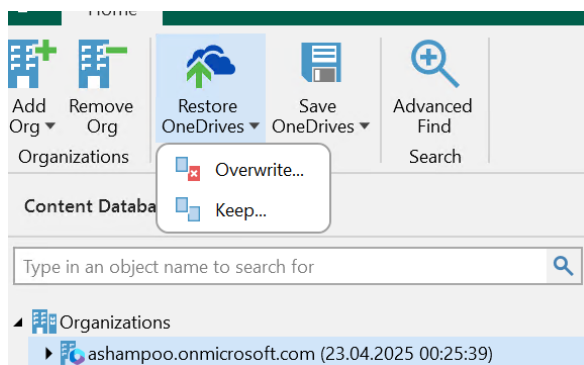 Home
Add Org
Remove Org
Restore OneDrives
Save OneDrives
Advanced Find
Organizations
Search
Overwrite...
Keep...
Content Databa
Type in an object name to search for
Organizations
ashampoo.onmicrosoft.com (23.04.2025 00:25:39)